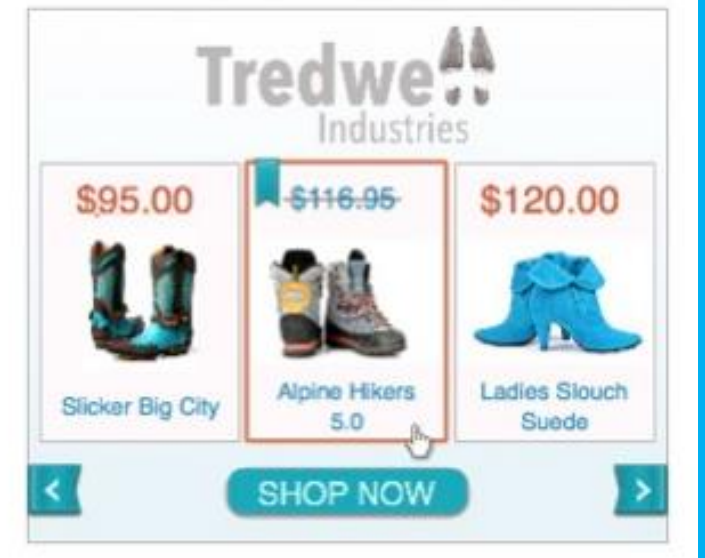 Tredwell
Industries
$95.00
$116.95
$120.00
Slicker Big City
Alpine Hikers
5.0
Ladies Slouch
Suede
<
SHOP NOW
>